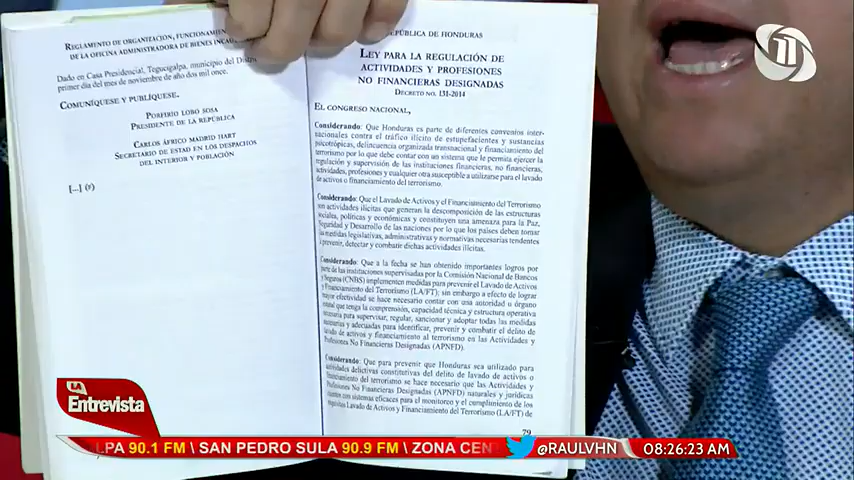 REGLAMENTO DE ORGANIZACIÓN, FUNCIONAMIEN
DE LA OFICINA ADMINISTRADORA DE BIENES INCAU
Dado en Casa Presidencial, Tegucigalpa, municipio del Distri
primer día del mes de noviembre de año dos mil once.
COMUNÍQUESE Y PUBLÍQUESE.
PORFIRIO LOBO SOSA
PRESIDENTE DE LA REPÚBLICA
CARLOS ÁFRICO MADRID HART
SECRETARIO DE ESTADO EN LOS DESPACHOS
DEL INTERIOR Y POBLACIÓN
[...] (s)
REPÚBLICA DE HONDURAS
LEY PARA LA REGULACIÓN DE
ACTIVIDADES Y PROFESIONES
NO FINANCIERAS DESIGNADAS
DECRETO NO. 131-2014
EL CONGRESO NACIONAL,
Considerando: Que Honduras es parte de diferentes convenios inter-
nacionales contra el tráfico ilícito de estupefacientes y sustancias
psicotrópicas, delincuencia organizada transnacional y financiamiento del
terrorismo por lo que debe contar con un sistema que le permita ejercer la
regulación y supervisión de las instituciones financieras, no financieras,
actividades, profesiones y cualquier otra susceptible a utilizarse para el lavado
de activos o financiamiento del terrorismo.
Considerando: Que el Lavado de Activos y el Financiamiento del Terrorismo
son actividades ilícitas que generan la descomposición de las estructuras
sociales, políticas y económicas y constituyen una amenaza para la Paz,
Seguridad y Desarrollo de las naciones por lo que los países deben tomar
las medidas legislativas, administrativas y normativas necesarias tendentes
a prevenir, detectar y combatir dichas actividades ilícitas.
Considerando: Que a la fecha se han obtenido importantes logros por
parte de las instituciones supervisadas por la Comisión Nacional de Bancos
y Seguros (CNBS) implementen medidas para prevenir el Lavado de Activos
y Financiamiento del Terrorismo (LA/FT); sin embargo a efecto de lograr
mayor efectividad se hace necesario contar con una autoridad u órgano
estatal que tenga la comprensión, capacidad técnica y estructura operativa
necesaria para supervisar, regular, sancionar y adoptar todas las medidas
necesarias y adecuadas para identificar, prevenir y combatir el delito de
lavado de activos y financiamiento al terrorismo en las Actividades y
Profesiones No Financieras Designadas (APNFD).
Considerando: Que para prevenir que Honduras sea utilizado para
actividades delictivas constitutivas del delito de lavado de activos o
financiamiento del terrorismo se hace necesario que las Actividades y
Profesiones No Financieras Designadas (APNFD) naturales y jurídicas
cuenten con sistemas eficaces para el monitoreo y el cumplimiento de los
requisitos Lavado de Activos y Financiamiento del Terrorismo (LA/FT) de
79
11
LA
Entrevista
LPA 90.1 FM \ SAN PEDRO SULA 90.9 FM \ ZONA CEN
@RAULVHN
08:26:23 AM